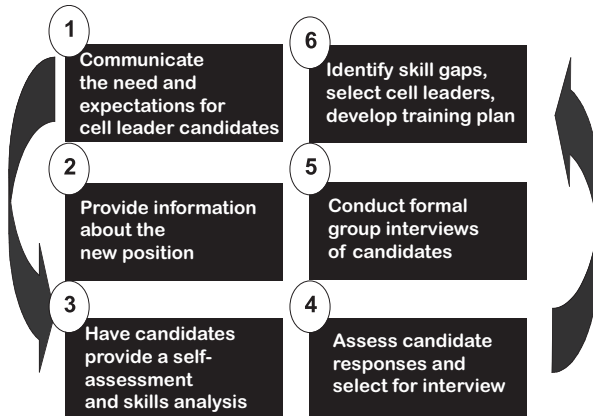 1
Communicate
the need and
expectations for
cell leader candidates
2
Provide information
about the
new position
3
Have candidates
provide a self-
assessment
and skills analysis
4
Assess candidate
responses and
select for interview
5
Conduct formal
group interviews
of candidates
6
Identify skill gaps,
select cell leaders,
develop training plan